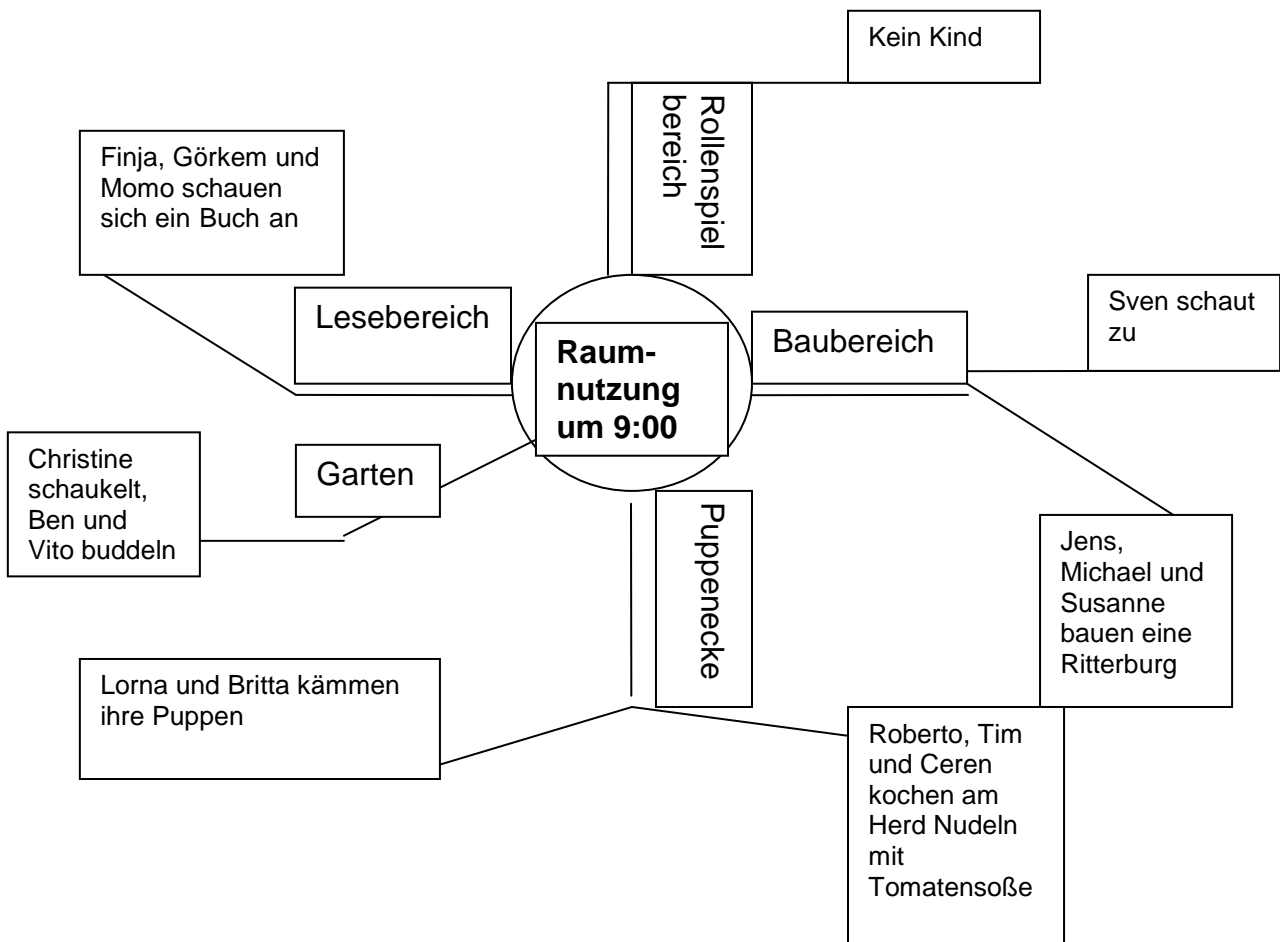 Kein Kind
Rollenspiel
bereich
Finja, Görkem und
Momo schauen
sich ein Buch an
Lesebereich
Raum-
nutzung
um 9:00
Baubereich
Sven schaut
zu
Christine
schaukelt,
Ben und
Vito buddeln
Garten
Puppenecke
Jens,
Michael und
Susanne
bauen eine
Ritterburg
Lorna und Britta kämmen
ihre Puppen
Roberto, Tim
und Ceren
kochen am
Herd Nudeln
mit
Tomatensoße